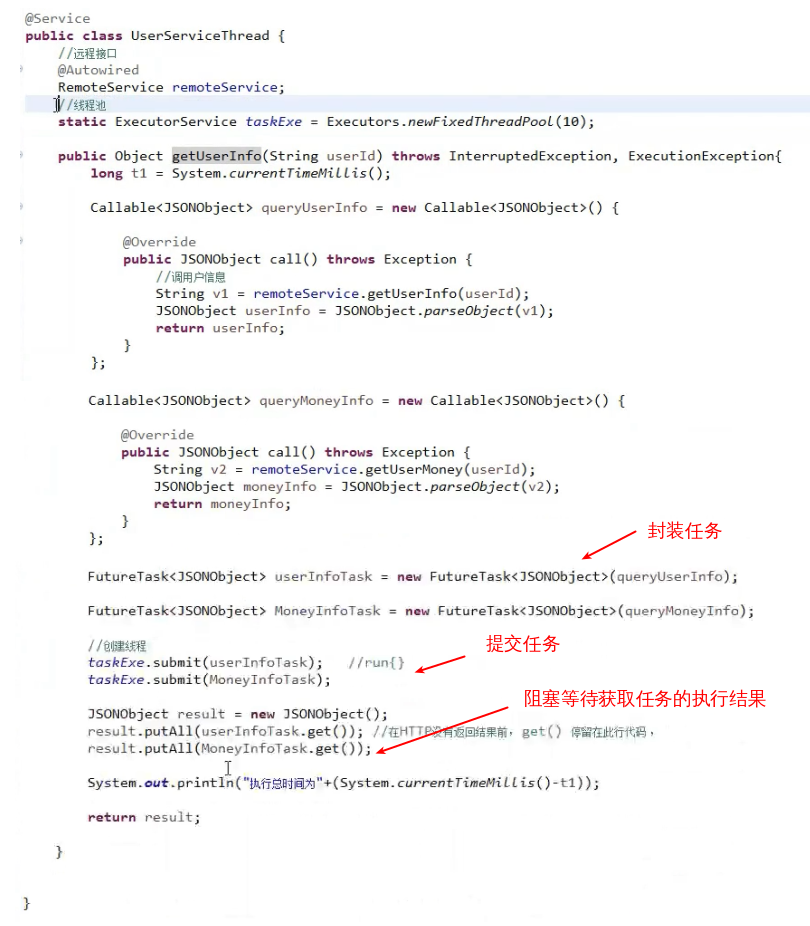 @Service
public class UserServiceThread {
//远程接口
@Autowired
RemoteService remoteService;
//线程池
static ExecutorService taskExe = Executors.newFixedThreadPool(10);
public Object getUserInfo(String userId) throws InterruptedException, ExecutionException{
long t1 = System.currentTimeMillis();
Callable<JSONObject> queryUserInfo = new Callable<JSONObject>() {
@Override
public JSONObject call() throws Exception {
//调用户信息
String v1 = remoteService.getUserInfo(userId);
JSONObject userInfo = JSONObject.parseObject(v1);
return userInfo;
}
};
Callable<JSONObject> queryMoneyInfo = new Callable<JSONObject>() {
@Override
public JSONObject call() throws Exception {
String v2 = remoteService.getUserMoney(userId);
JSONObject moneyInfo = JSONObject.parseObject(v2);
return moneyInfo;
}
};
封装任务
FutureTask<JSONObject> userInfoTask = new FutureTask<JSONObject>(queryUserInfo);
FutureTask<JSONObject> MoneyInfoTask = new FutureTask<JSONObject>(queryMoneyInfo);
//创建线程
提交任务
taskExe.submit(userInfoTask); //run{}
taskExe.submit(MoneyInfoTask);
阻塞等待获取任务的执行结果
JSONObject result = new JSONObject();
result.putAll(userInfoTask.get()); //在HTTP没有返回结果前，get() 停留在此行代码，
result.putAll(MoneyInfoTask.get());
System.out.println("执行总时间为"+(System.currentTimeMillis()-t1));
return result;
}
}